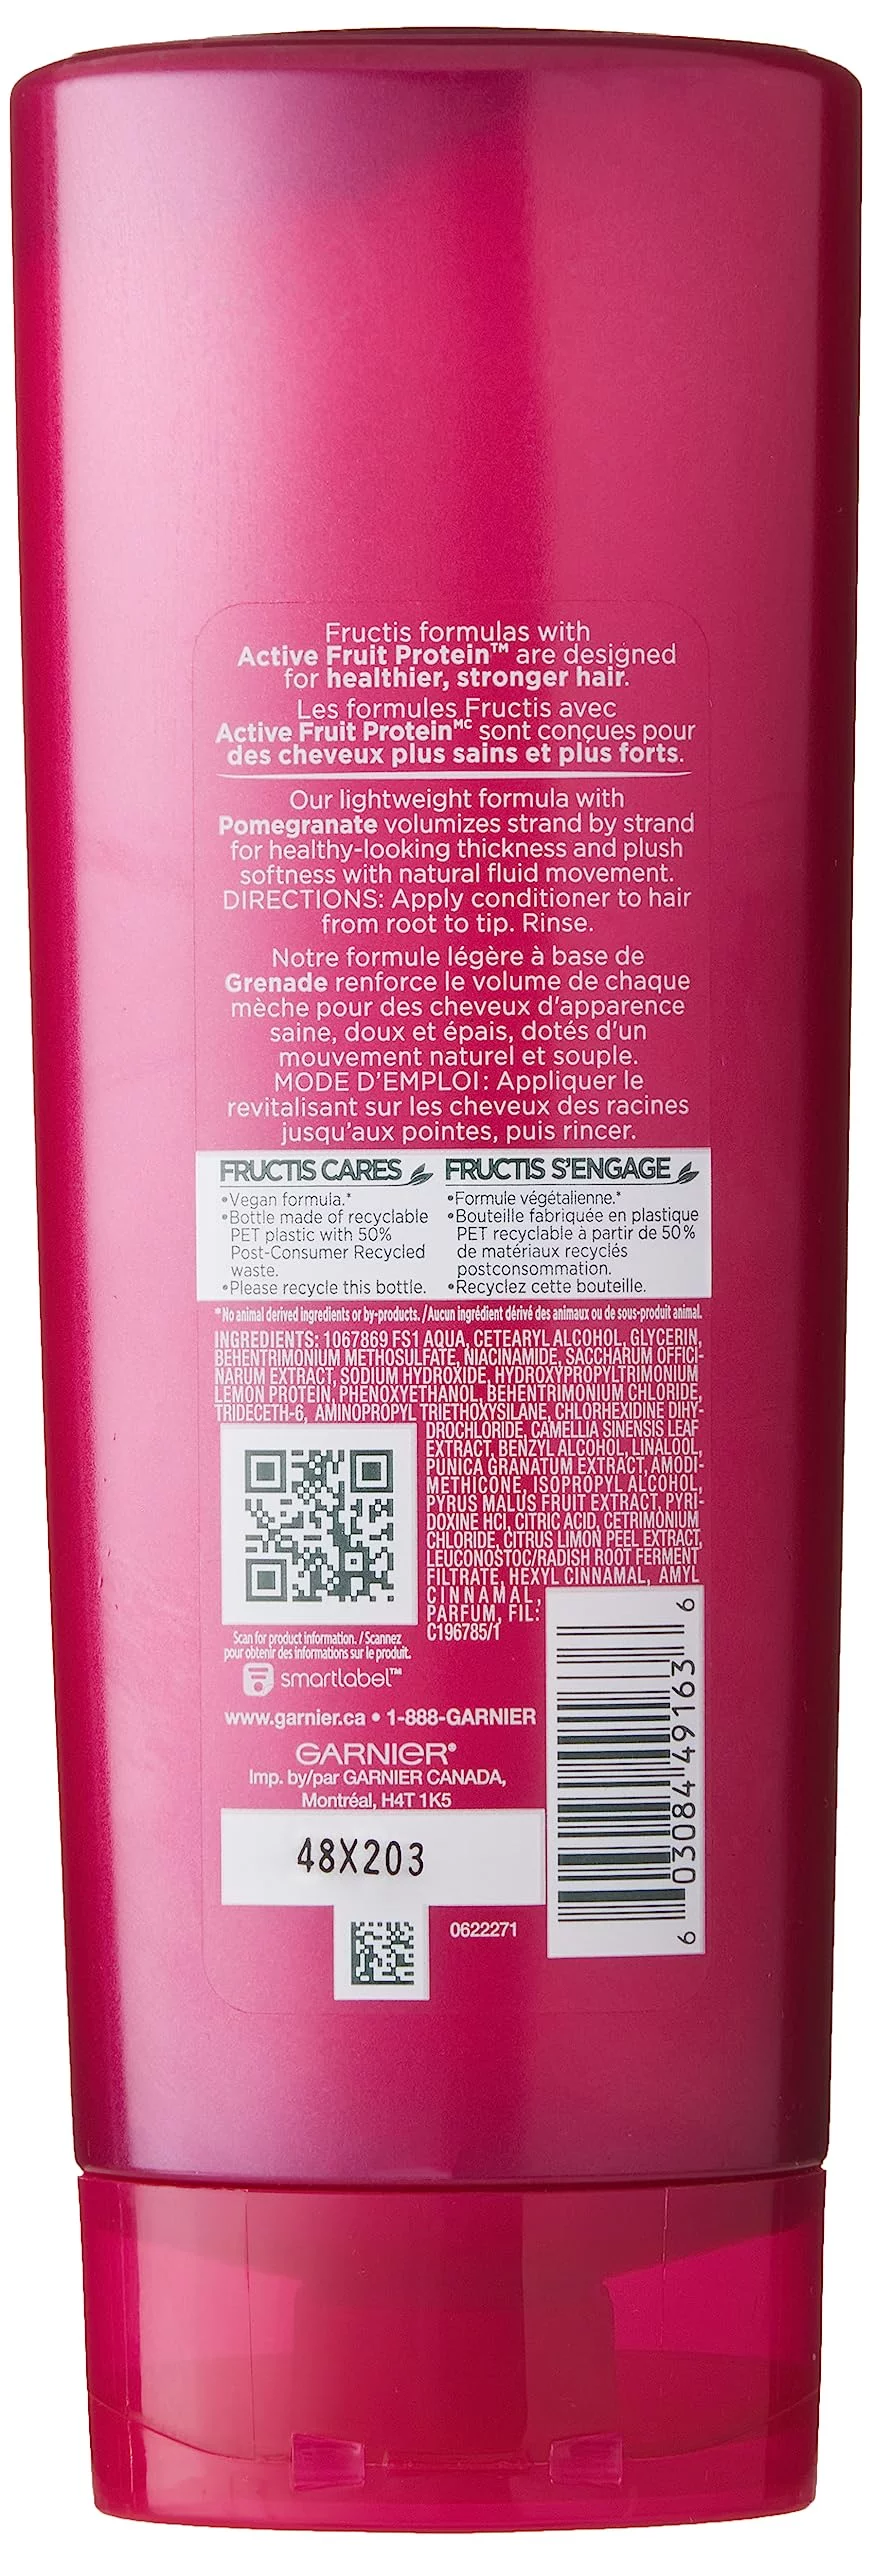 Fructis formulas with
Active Fruit Protein™ are designed
for healthier, stronger hair.
Les formules Fructis avec
Active Fruit Protein MC sont conçues pour
des cheveux plus sains et plus forts.
Our lightweight formula with
Pomegranate volumizes strand by strand
for healthy-looking thickness and plush
softness with natural fluid movement.
DIRECTIONS: Apply conditioner to hair
from root to tip. Rinse.
Notre formule légère à base de
Grenade renforce le volume de chaque
mèche pour des cheveux d'apparence
saine, doux et épais, dotés d'un
mouvement naturel et souple.
MODE D'EMPLOI: Appliquer le
revitalisant sur les cheveux des racines
jusqu'aux pointes, puis rincer.
FRUCTIS CARES
•Vegan formula.*
•Bottle made of recyclable
PET plastic with 50%
Post-Consumer Recycled
waste.
•Please recycle this bottle.
FRUCTIS S'ENGAGE
•Formule végétalienne.*
•Bouteille fabriquée en plastique
PET recyclable à partir de 50%
de matériaux recyclés
postconsommation.
•Recyclez cette bouteille.
*No animal derived ingredients or by-products. / Aucun ingrédient dérivé des animaux ou de sous-produit animal.
INGREDIENTS: 1067869 FS1 AQUA, CETEARYL ALCOHOL, GLYCERIN,
BEHENTRIMONIUM METHOSULFATE, NIACINAMIDE, SACCHARUM OFFICI-
NARUM EXTRACT, SODIUM HYDROXIDE, HYDROXYPROPYLTRIMONIUM
LEMON PROTEIN, PHENOXYETHANOL, BEHENTRIMONIUM CHLORIDE,
TRIDECETH-6, AMINOPROPYL TRIETHOXYSILANE, CHLORHEXIDINE DIHY-
DROCHLORIDE, CAMELLIA SINENSIS LEAF
EXTRACT, BENZYL ALCOHOL, LINALOOL,
PUNICA GRANATUM EXTRACT, AMODI-
METHICONE, ISOPROPYL ALCOHOL,
PYRUS MALUS FRUIT EXTRACT, PYRI-
DOXINE HCI, CITRIC ACID, CETRIMONIUM
CHLORIDE, CITRUS LIMON PEEL EXTRACT,
LEUCONOSTOC/RADISH ROOT FERMENT
FILTRATE, HEXYL CINNAMAL, AMYL
CINNAMAL,
PARFUM, FIL:
C196785/1
Scan for product information. / Scannez
pour obtenir des informations sur le produit.
smartlabel™
www.garnier.ca • 1-888-GARNIER
GARNIER®
Imp. by/par GARNIER CANADA,
Montréal, H4T 1K5
48X203
0622271
6 03084 49163 6